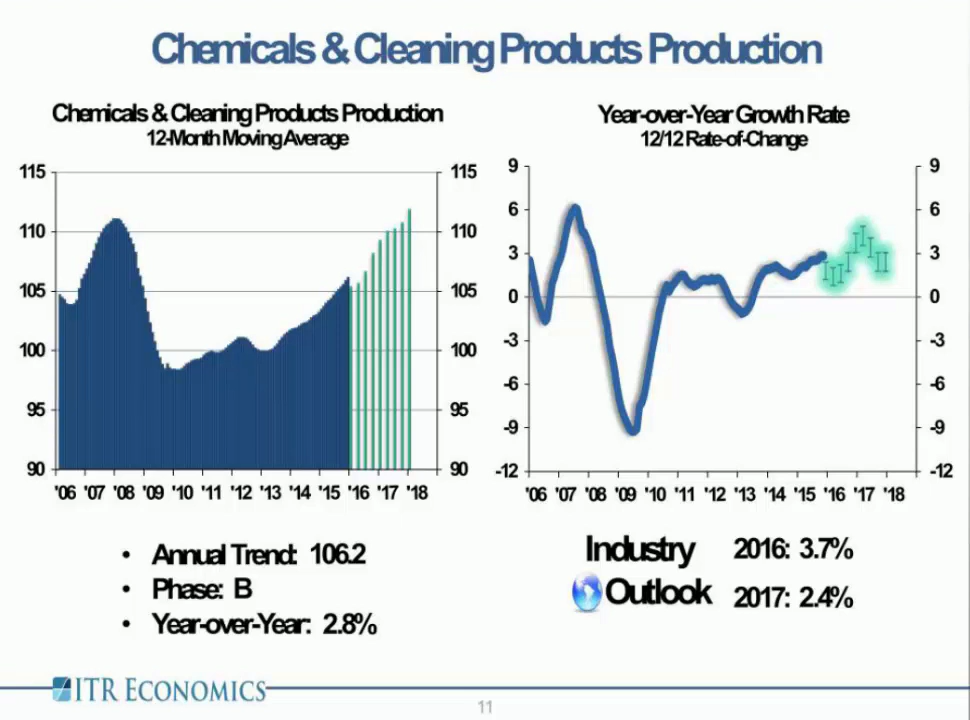 Chemicals & Cleaning Products Production
Chemicals & Cleaning Products Production
12-Month Moving Average
115
110
105
100
95
90
115
110
105
100
95
90
'06 '07 '08 '09 '10 '11 '12 '13 '14 '15 '16 '17 '18
Year-over-Year Growth Rate
12/12 Rate-of-Change
9
6
3
0
-3
-6
-9
-12
9
6
3
0
-3
-6
-9
-12
'06 '07 '08 '09 '10 '11 '12 '13 '14 '15 '16 '17 '18
• Annual Trend: 106.2
• Phase: B
• Year-over-Year: 2.8%
Industry
Outlook
2016: 3.7%
2017: 2.4%
ITR ECONOMICS
11